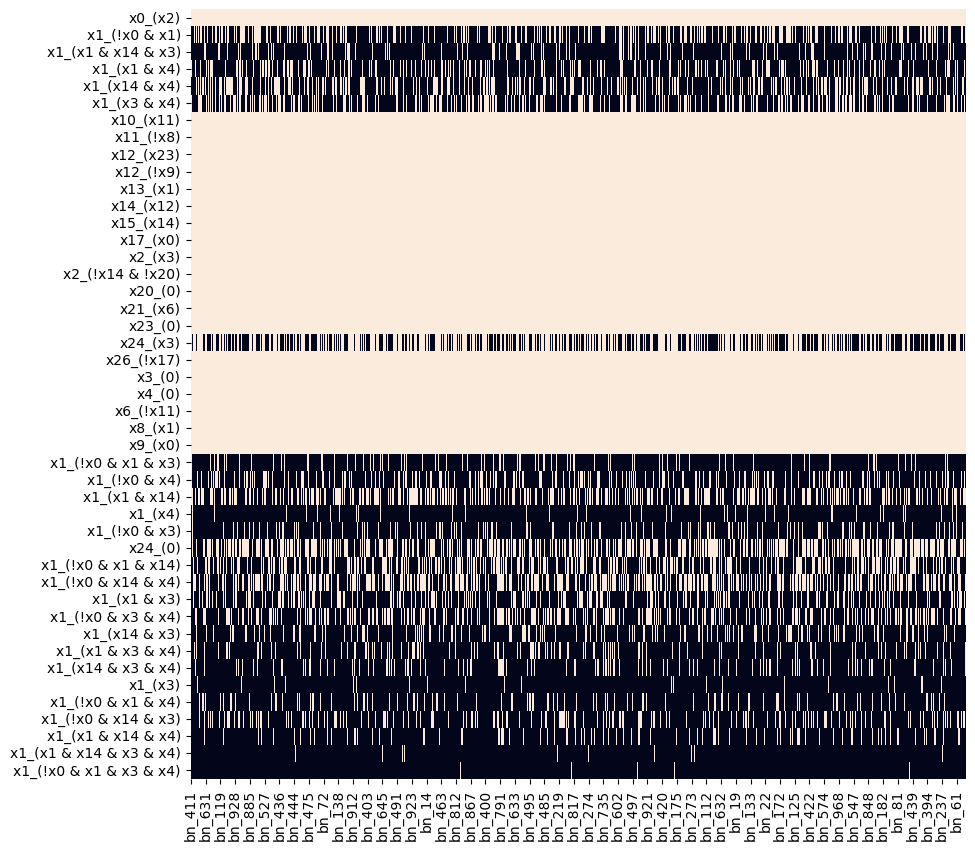 x0_(x2)
x1_(!x0 & x1)
x1_(x1 & x14 & x3)
x1_(x1 & x4)
x1_(x14 & x4)
x1_(x3 & x4)
x10_(x11)
x11_(!x8)
x12_(x23)
x12_(!x9)
x13_(x1)
x14_(x12)
x15_(x14)
x17_(x0)
x2_(x3)
x2_(!x14 & !x20)
x20_(0)
x21_(x6)
x23_(0)
x24_(x3)
x26_(!x17)
x3_(0)
x4_(0)
x6_(!x11)
x8_(x1)
x9_(x0)
x1_(!x0 & x1 & x3)
x1_(!x0 & x4)
x1_(x1 & x14)
x1_(x4)
x1_(!x0 & x3)
x24_(0)
x1_(!x0 & x1 & x14)
x1_(!x0 & x14 & x4)
x1_(x1 & x3)
x1_(!x0 & x3 & x4)
x1_(x14 & x3)
x1_(x1 & x3 & x4)
x1_(x14 & x3 & x4)
x1_(x3)
x1_(!x0 & x1 & x4)
x1_(!x0 & x14 & x3)
x1_(x1 & x14 & x4)
x1_(x1 & x14 & x3 & x4)
x1_(!x0 & x1 & x3 & x4)
bn_411
bn_631
bn_119
bn_928
bn_885
bn_527
bn_436
bn_444
bn_475
bn_72
bn_138
bn_912
bn_403
bn_645
bn_491
bn_923
bn_14
bn_463
bn_812
bn_867
bn_400
bn_791
bn_633
bn_495
bn_485
bn_219
bn_817
bn_274
bn_735
bn_602
bn_497
bn_921
bn_420
bn_175
bn_273
bn_112
bn_632
bn_19
bn_133
bn_22
bn_172
bn_125
bn_422
bn_574
bn_968
bn_547
bn_848
bn_182
bn_81
bn_439
bn_394
bn_237
bn_61